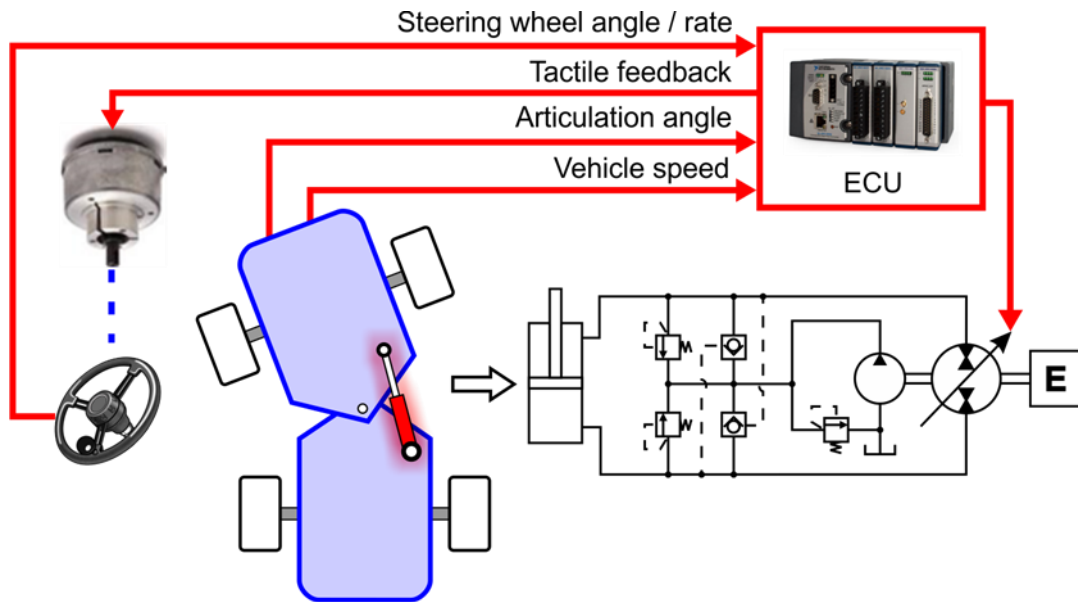 Steering wheel angle / rate
Tactile feedback
Articulation angle
Vehicle speed
ECU
E